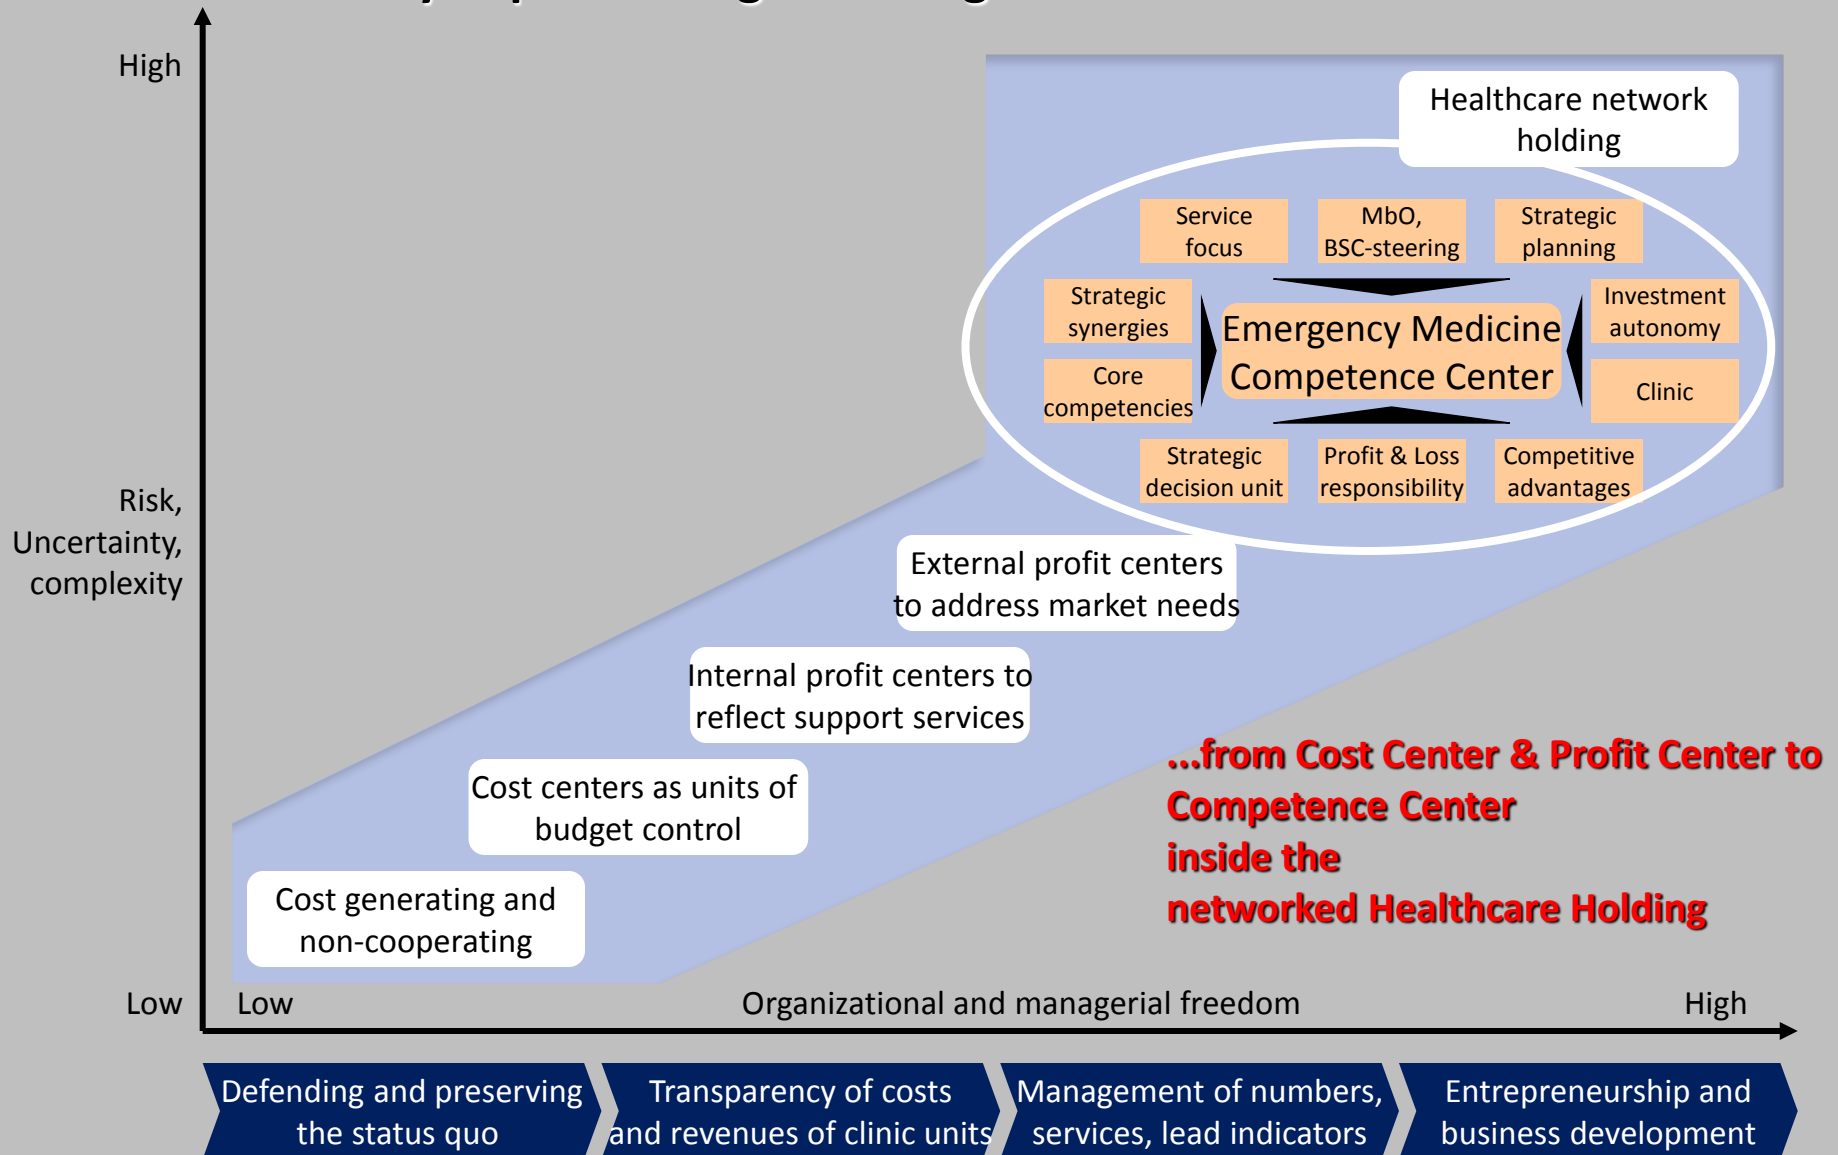 High
Healthcare network
holding
Service
focus
MbO,
BSC-steering
Strategic
planning
Strategic
synergies
Investment
autonomy
Emergency Medicine
Competence Center
Core
competencies
Clinic
Strategic
decision unit
Profit & Loss
responsibility
Competitive
advantages
Risk,
Uncertainty,
complexity
External profit centers
to address market needs
Internal profit centers to
reflect support services
Cost centers as units of
budget control
Cost generating and
non-cooperating
...from Cost Center & Profit Center to
Competence Center
inside the
networked Healthcare Holding
Low
Low
Organizational and managerial freedom
High
Defending and preserving
the status quo
Transparency of costs
and revenues of clinic units
Management of numbers,
services, lead indicators
Entrepreneurship and
business development